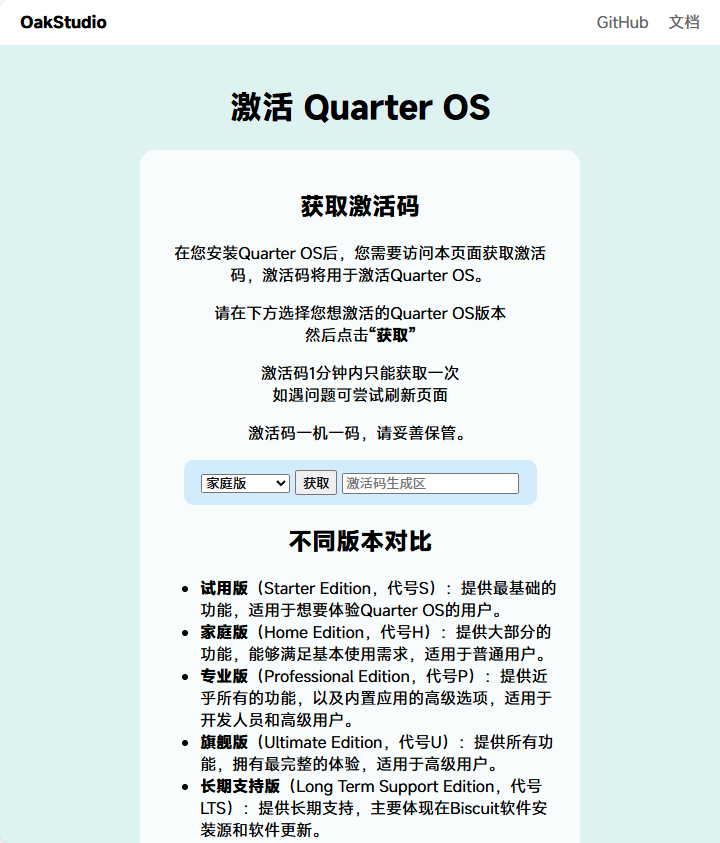 OakStudio
GitHub 文档
激活 Quarter OS
获取激活码
在您安装Quarter OS后，您需要访问本页面获取激活
码，激活码将用于激活Quarter OS。
请在下方选择您想激活的Quarter OS版本
然后点击“获取”
激活码1分钟内只能获取一次
如遇问题可尝试刷新页面
激活码一机一码，请妥善保管。
家庭版 获取 激活码生成区
不同版本对比
试用版（Starter Edition，代号S）：提供最基础的
功能，适用于想要体验Quarter OS的用户。
家庭版（Home Edition，代号H）：提供大部分的
功能，能够满足基本使用需求，适用于普通用户。
专业版（Professional Edition，代号P）：提供近
乎所有的功能，以及内置应用的高级选项，适用于
开发人员和高级用户。
旗舰版（Ultimate Edition，代号U）：提供所有功
能，拥有最完整的体验，适用于高级用户。
长期支持版（Long Term Support Edition，代号
LTS）：提供长期支持，主要体现在Biscuit软件安
装源和软件更新。